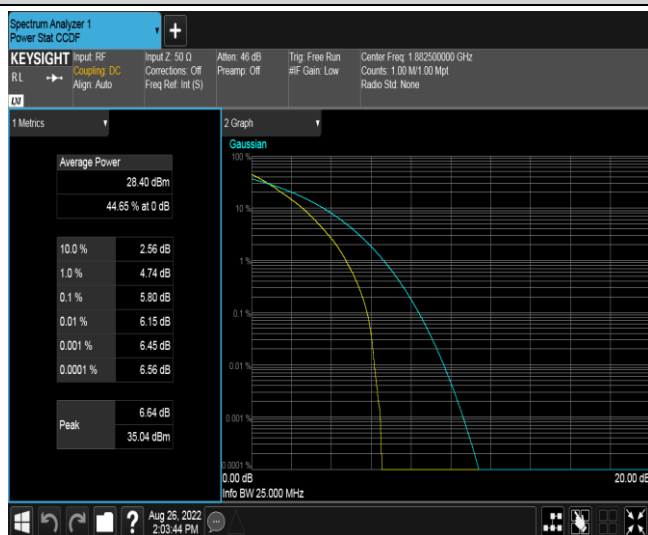 Spectrum Analyzer 1
Power Stat CCDF
+
KEYSIGHT
R L
LXI
Input: RF
Coupling: DC
Align: Auto
Input Z: 50 Ω
Corrections: Off
Freq Ref: Int (S)
Atten: 46 dB
Preamp: Off
Trig: Free Run
#IF Gain: Low
Center Freq: 1.882500000 GHz
Counts: 1.00 M/1.00 Mpt
Radio Std: None
1 Metrics
Average Power
28.40 dBm
44.65 % at 0 dB
10.0 % 2.56 dB
1.0 % 4.74 dB
0.1 % 5.80 dB
0.01 % 6.15 dB
0.001 % 6.45 dB
0.0001 % 6.56 dB
Peak
6.64 dB
35.04 dBm
2 Graph
Gaussian
100 %
10 %
1 %
0.1 %
0.01 %
0.001 %
0.0001 %
0.00 dB
20.00 dB
Info BW 25.000 MHz
?
Aug 26, 2022
2:03:44 PM